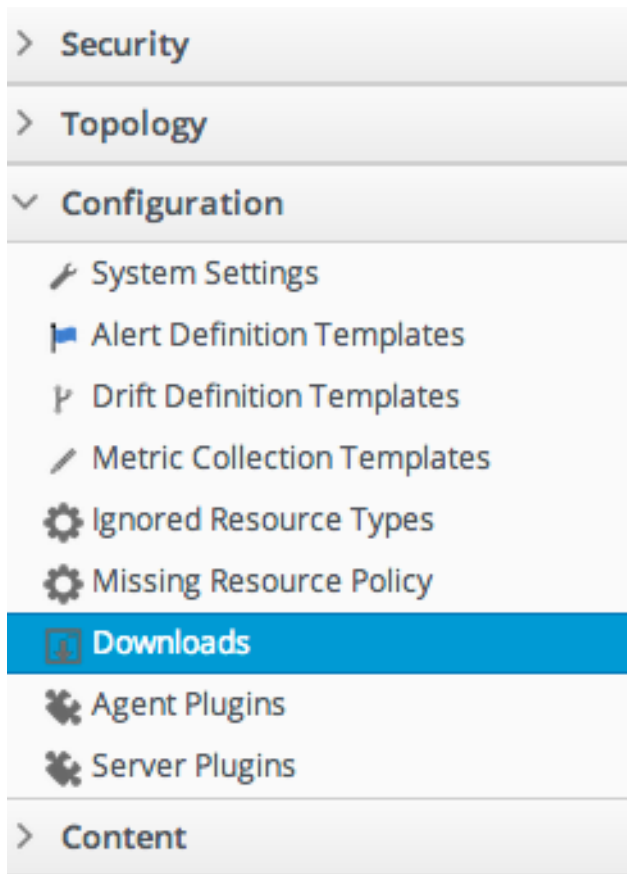 Security
Topology
Configuration
System Settings
Alert Definition Templates
Drift Definition Templates
Metric Collection Templates
Ignored Resource Types
Missing Resource Policy
Downloads
Agent Plugins
Server Plugins
Content